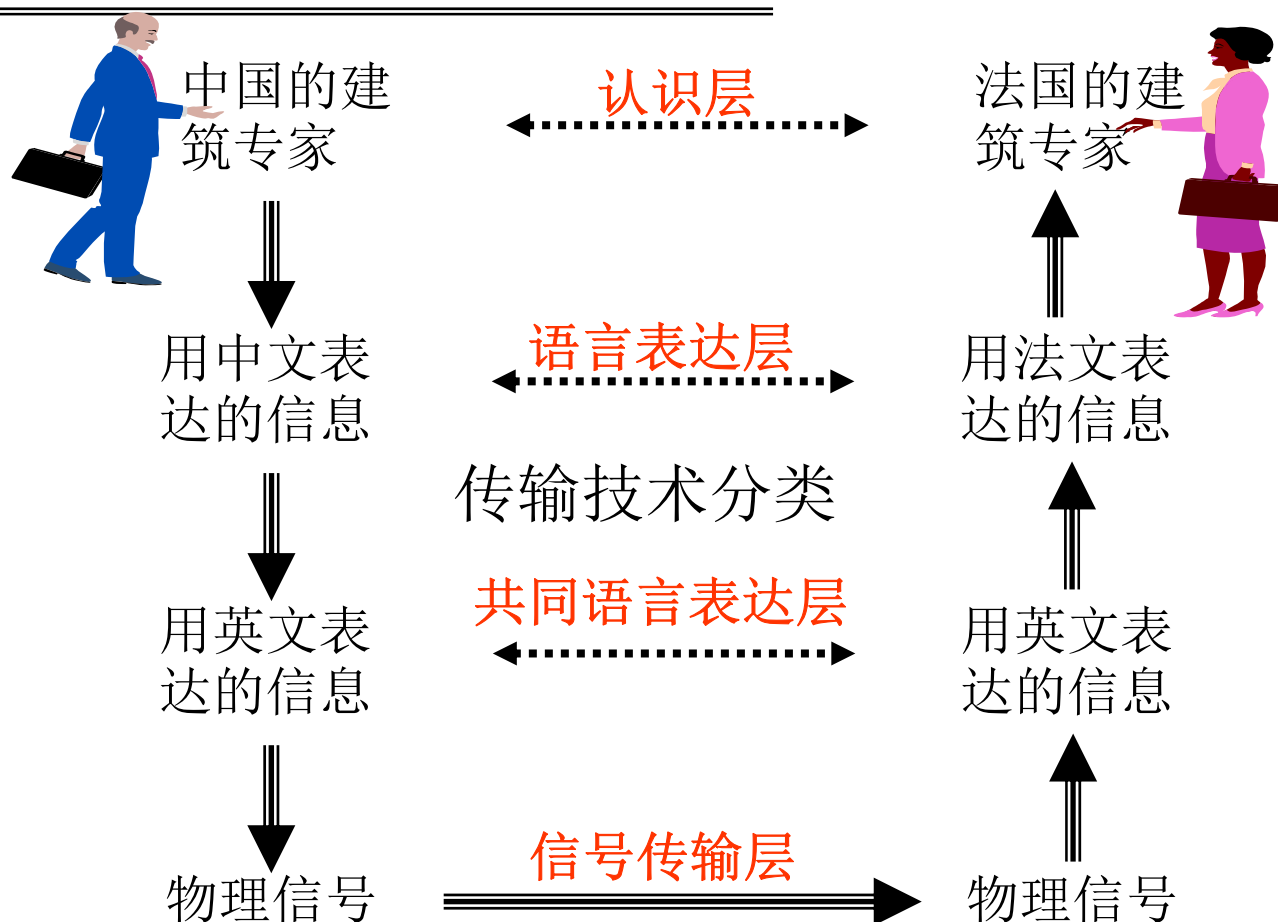 中国的建
筑专家
认识层
法国的建
筑专家
用中文表
达的信息
语言表达层
用法文表
达的信息
传输技术分类
用英文表
达的信息
共同语言表达层
用英文表
达的信息
物理信号
信号传输层
物理信号